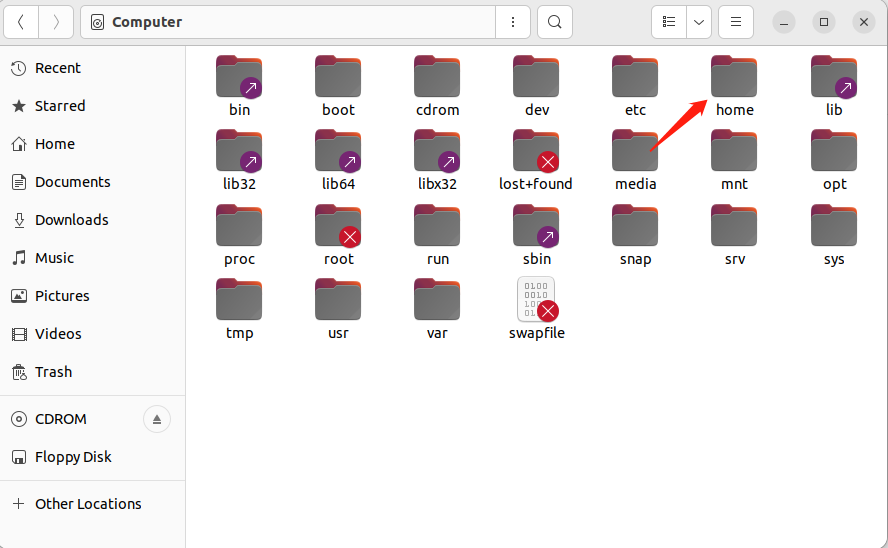 Computer
Recent
Starred
Home
Documents
Downloads
Music
Pictures
Videos
Trash
CDROM
Floppy Disk
Other Locations
bin boot cdrom dev etc home lib
lib32 lib64 libx32 lost+found media mnt opt
proc root run sbin snap srv sys
tmp usr var swapfile